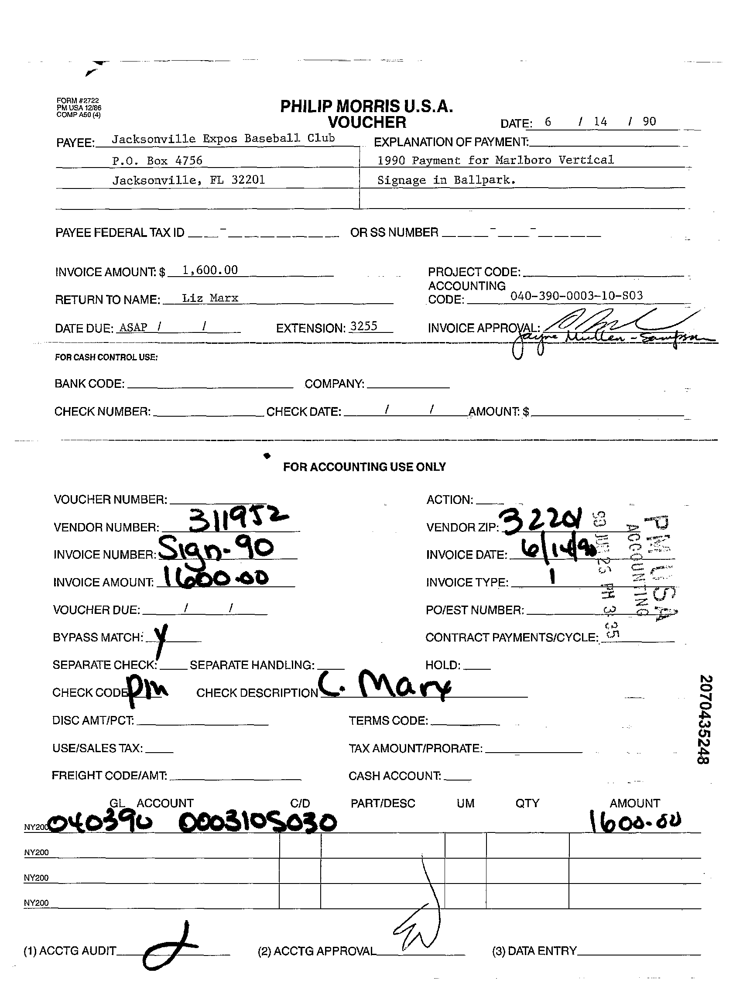 FORM #2722
PM USA 12/86
COMP A50 (4)
PHILIP MORRIS U.S.A.
VOUCHER
DATE: 6 / 14 / 90
PAYEE: Jacksonville Expos Baseball Club
EXPLANATION OF PAYMENT:
P.O. Box 4756
1990 Payment for Marlboro Vertical
Jacksonville, FL 32201
Signage in Ballpark.
PAYEE FEDERAL TAX ID - OR SS NUMBER - -
INVOICE AMOUNT: $ 1,600.00
PROJECT CODE:
RETURN TO NAME: Liz Marx
ACCOUNTING
CODE: 040-390-0003-10-S03
DATE DUE: ASAP / / EXTENSION: 3255 INVOICE APPROVAL:
Jayne Mullen-Sampson
FOR CASH CONTROL USE:
BANK CODE: COMPANY:
CHECK NUMBER: CHECK DATE: / / AMOUNT: $
FOR ACCOUNTING USE ONLY
VOUCHER NUMBER: ACTION:
VENDOR NUMBER: 311952 VENDOR ZIP: 32201
INVOICE NUMBER: Sign-90 INVOICE DATE: 6/14/90
INVOICE AMOUNT: 1600.00 INVOICE TYPE: 1
VOUCHER DUE: / / PO/EST NUMBER:
BYPASS MATCH: Y CONTRACT PAYMENTS/CYCLE:
PM USA
ACCOUNTING
SEPARATE CHECK: SEPARATE HANDLING: HOLD:
CHECK CODE: PM CHECK DESCRIPTION: C. Marx
DISC AMT/PCT: TERMS CODE:
USE/SALES TAX: TAX AMOUNT/PRORATE:
FREIGHT CODE/AMT: CASH ACCOUNT:
2070435248
GL ACCOUNT C/D PART/DESC UM QTY AMOUNT
NY200 040390 0003105030 1600.00
NY200
NY200
NY200
(1) ACCTG AUDIT (2) ACCTG APPROVAL (3) DATA ENTRY